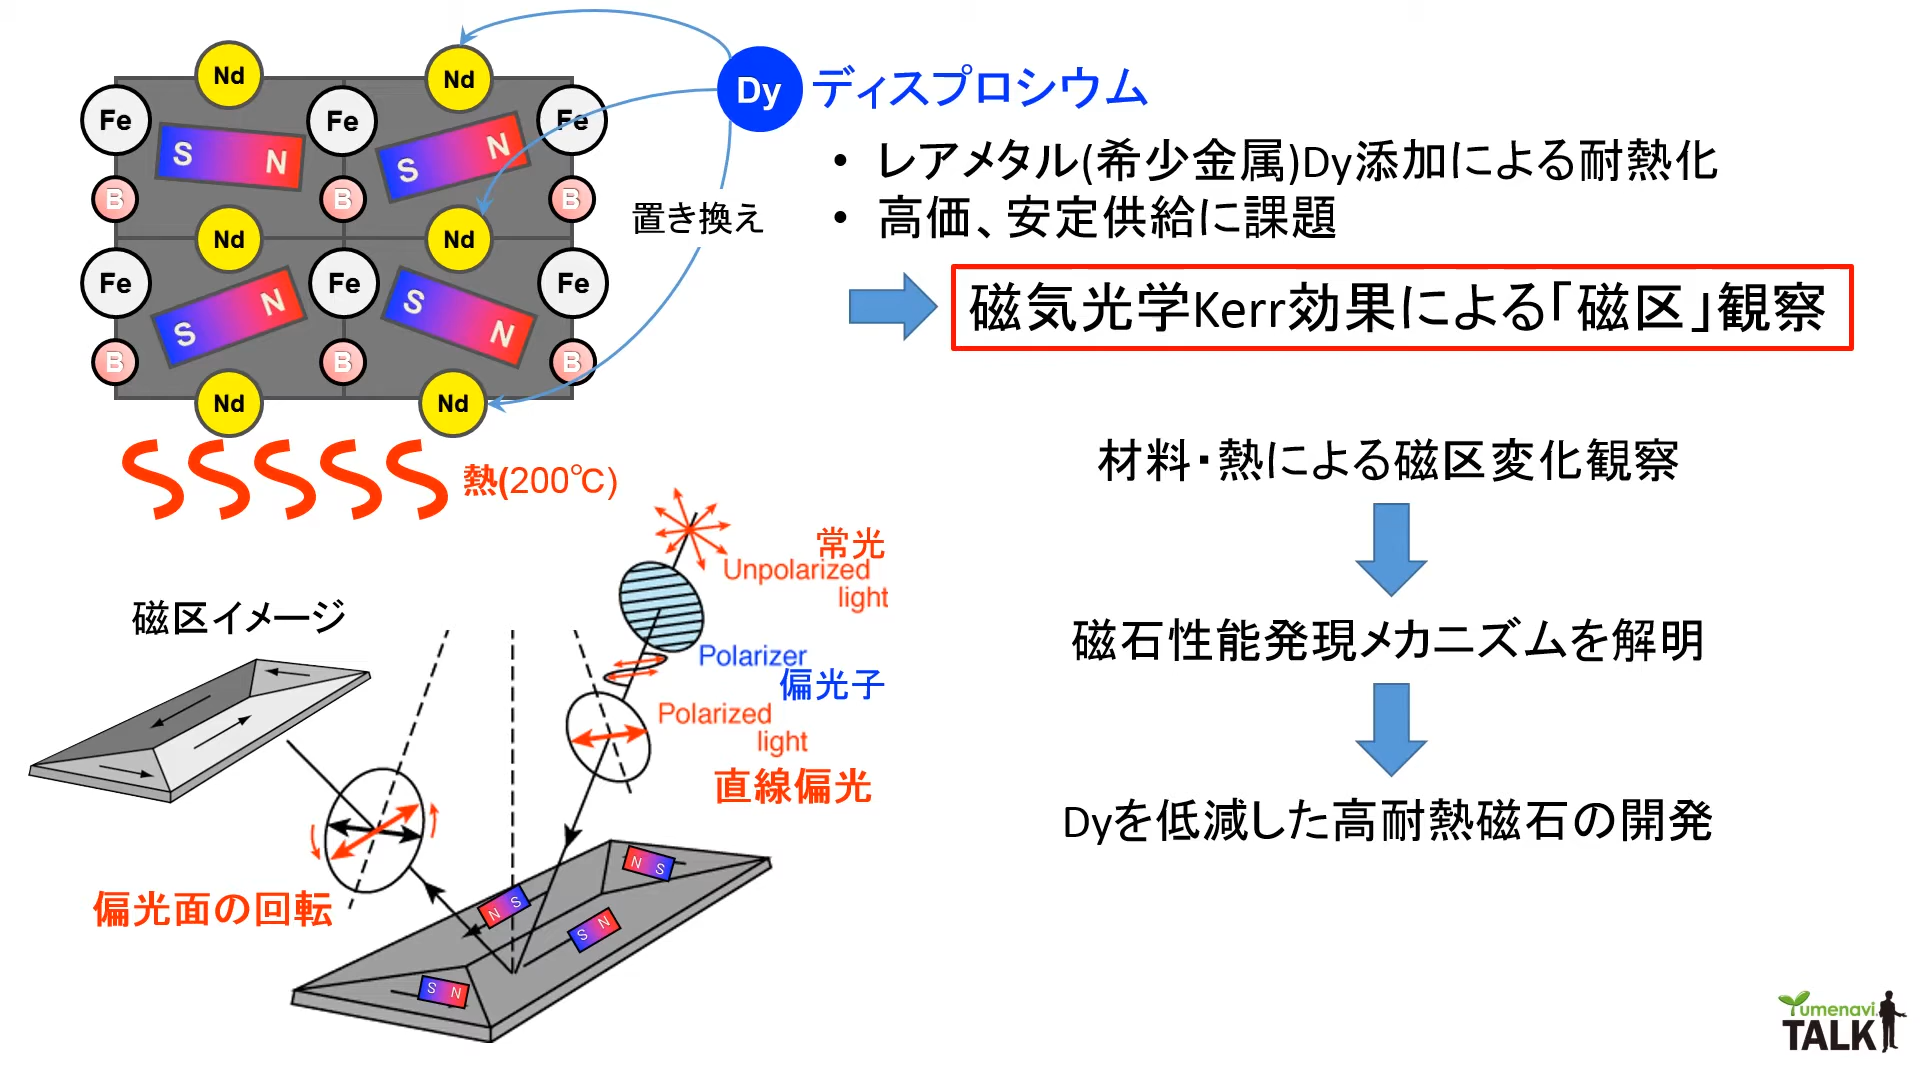 Nd
Nd
Dy
ディスプロシウム
Fe
Fe
Fe
S N
S N
・レアメタル(希少金属)Dy添加による耐熱化
B
B
B
置き換え
・高価、安定供給に課題
Nd
Nd
Fe
Fe
Fe
S N
S N
磁気光学Kerr効果による「磁区」観察
B
B
B
Nd
Nd
熱(200℃)
材料・熱による磁区変化観察
常光
Unpolarized
light
磁区イメージ
Polarizer
偏光子
磁石性能発現メカニズムを解明
Polarized
light
直線偏光
Dyを低減した高耐熱磁石の開発
偏光面の回転
N S
N S
S N
S N
Yumenavi
TALK